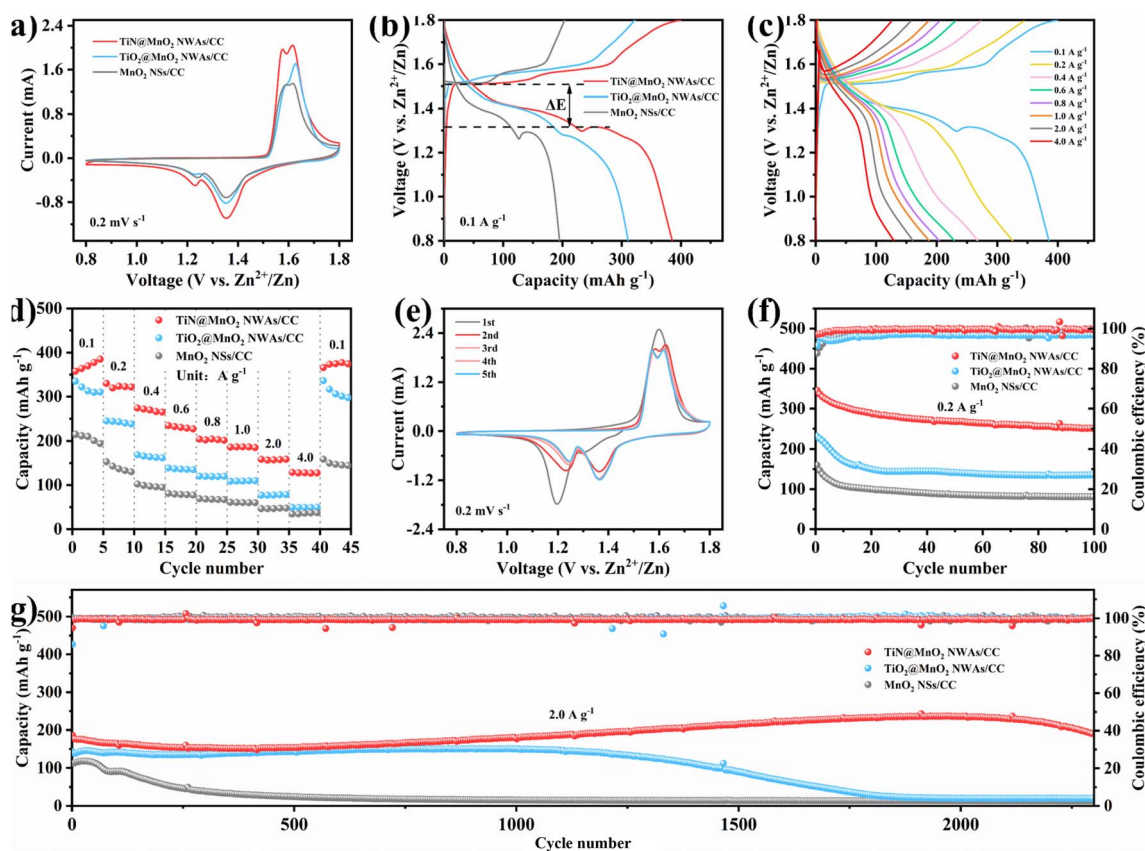 a)
2.4
1.6
0.8
0.0
-0.8
Current (mA)
TiN@MnO₂ NWAs/CC
TiO₂@MnO₂ NWAs/CC
MnO₂ NSs/CC
0.2 mV s⁻¹
0.8 1.0 1.2 1.4 1.6 1.8
Voltage (V vs. Zn²⁺/Zn)
(b)
1.8
1.6
1.4
1.2
1.0
0.8
Voltage (V vs. Zn²⁺/Zn)
TiN@MnO₂ NWAs/CC
TiO₂@MnO₂ NWAs/CC
MnO₂ NSs/CC
ΔE
0.1 A g⁻¹
0 100 200 300 400
Capacity (mAh g⁻¹)
(c)
1.8
1.6
1.4
1.2
1.0
0.8
Voltage (V vs. Zn²⁺/Zn)
0.1 A g⁻¹
0.2 A g⁻¹
0.4 A g⁻¹
0.6 A g⁻¹
0.8 A g⁻¹
1.0 A g⁻¹
2.0 A g⁻¹
4.0 A g⁻¹
0 100 200 300 400
Capacity (mAh g⁻¹)
d)
500
400
300
200
100
0
Capacity (mAh g⁻¹)
TiN@MnO₂ NWAs/CC
TiO₂@MnO₂ NWAs/CC
MnO₂ NSs/CC
Unit: A g⁻¹
0.1 0.2 0.4 0.6 0.8 1.0 2.0 4.0 0.1
0 5 10 15 20 25 30 35 40 45
Cycle number
(e)
2.4
1.2
0.0
-1.2
-2.4
Current (mA)
1st
2nd
3rd
4th
5th
0.2 mV s⁻¹
0.8 1.0 1.2 1.4 1.6 1.8
Voltage (V vs. Zn²⁺/Zn)
(f)
500
400
300
200
100
0
Capacity (mAh g⁻¹)
TiN@MnO₂ NWAs/CC
TiO₂@MnO₂ NWAs/CC
MnO₂ NSs/CC
0.2 A g⁻¹
100
80
60
40
20
0
Coulombic efficiency (%)
0 20 40 60 80 100
Cycle number
g)
500
400
300
200
100
0
Capacity (mAh g⁻¹)
TiN@MnO₂ NWAs/CC
TiO₂@MnO₂ NWAs/CC
MnO₂ NSs/CC
2.0 A g⁻¹
100
80
60
40
20
0
Coulombic efficiency (%)
0 500 1000 1500 2000
Cycle number